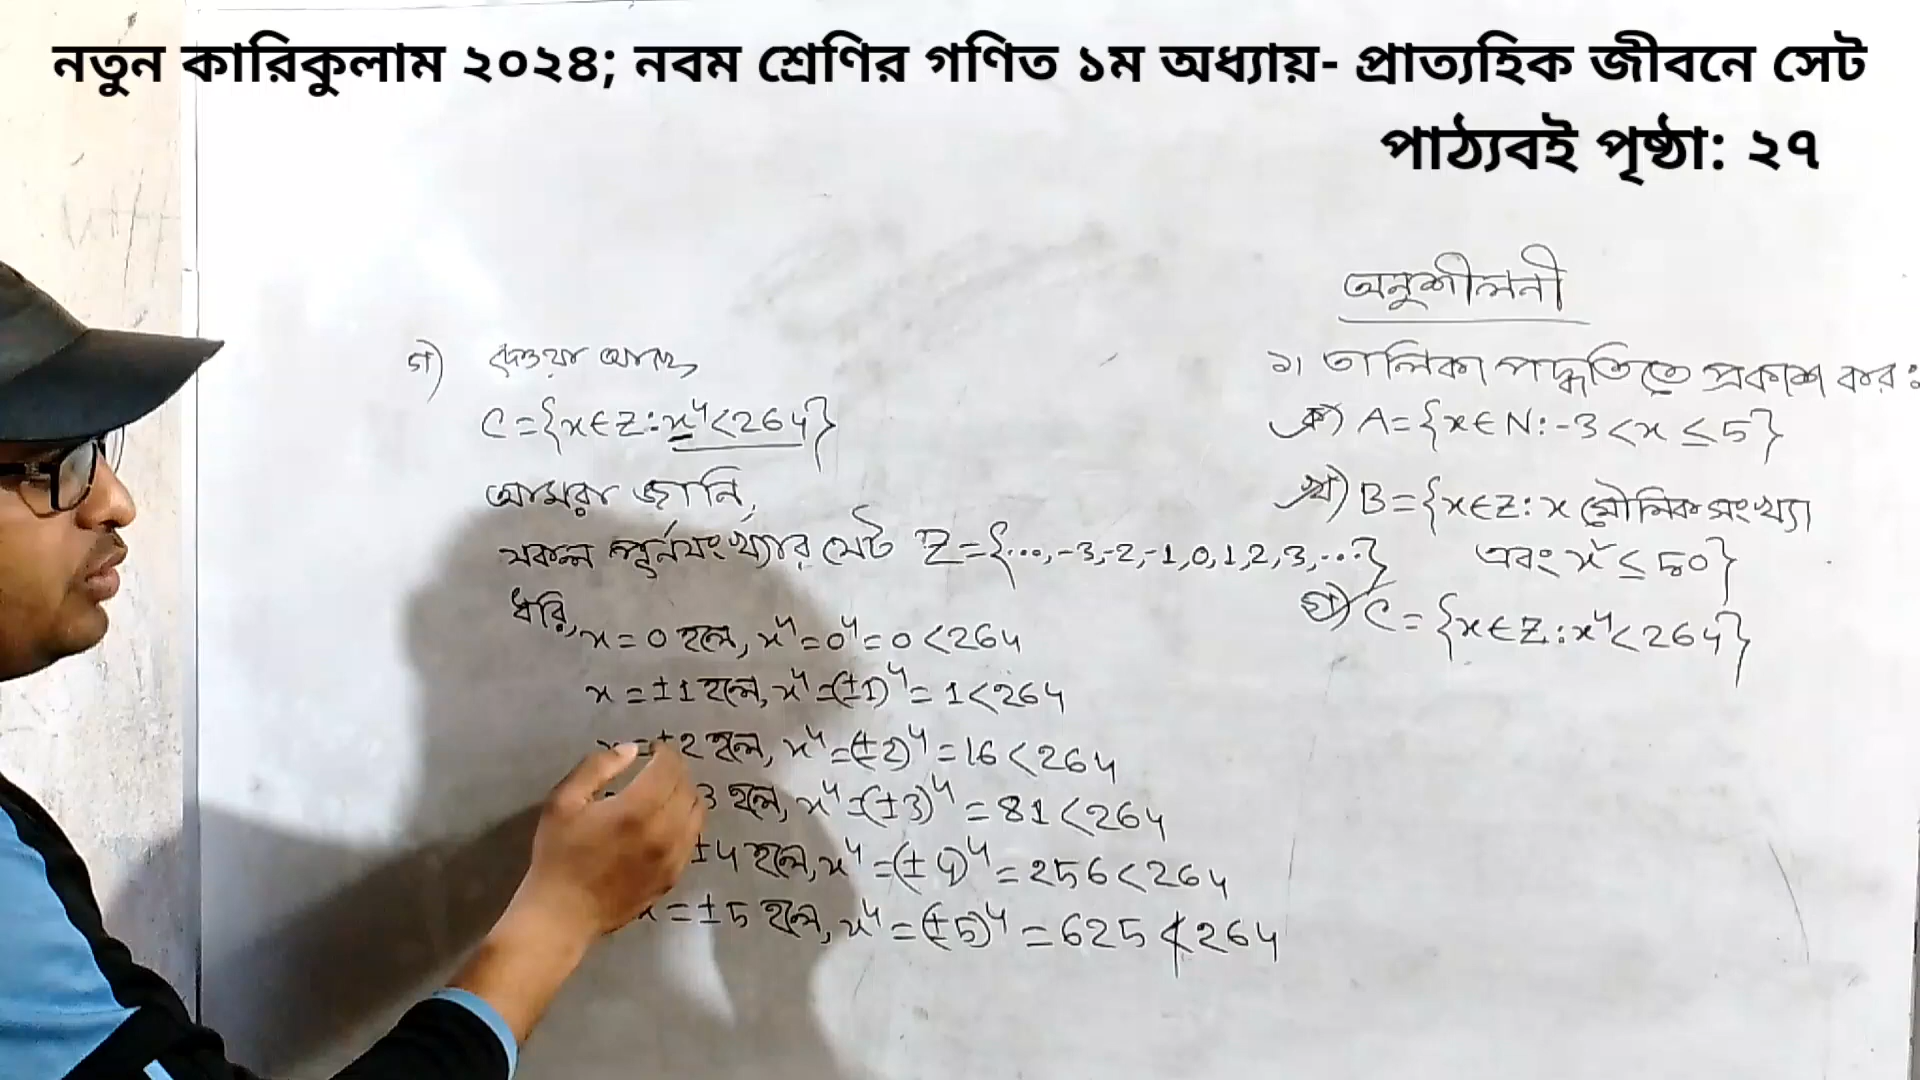 নতুন কারিকুলাম ২০২৪; নবম শ্রেণির গণিত ১ম অধ্যায়- প্রাত্যহিক জীবনে সেট
পাঠ্যবই পৃষ্ঠা: ২৭
গ) দেওয়া আছে,
C={x∈Z:x⁴<264}
আমরা জানি,
সকল পূর্নসংখ্যার সেট Z={...,-3,-2,-1,0,1,2,3,...}
ধরি,
x=0 হলে, x⁴=0⁴=0<264
x=±1 হলে, x⁴=(±1)⁴=1<264
x=±2 হলে, x⁴=(±2)⁴=16<264
3 হলে, x⁴=(±3)⁴=81<264
±4 হলে, x⁴=(±4)⁴=256<264
x=±5 হলে, x⁴=(±5)⁴=625≮264
অনুশীলনী
১। তালিকা পদ্ধতিতে প্রকাশ কর:
ক) A={x∈N:-3<x≤5}
খ) B={x∈Z: x মৌলিক সংখ্যা
এবং x²≤50}
গ) C={x∈Z:x⁴<264}